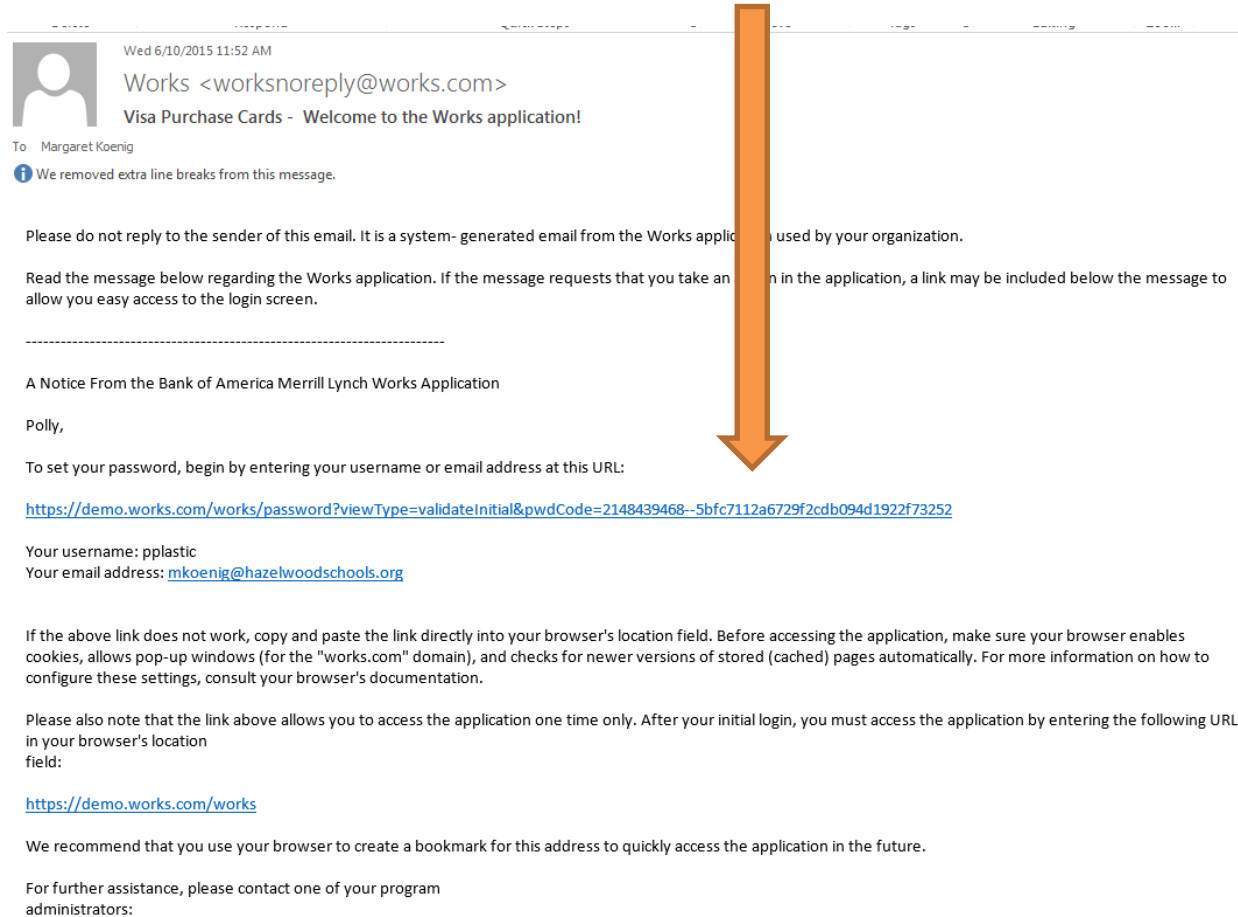 Wed 6/10/2015 11:52 AM
Works <worksnoreply@works.com>
Visa Purchase Cards - Welcome to the Works application!
To Margaret Koenig
We removed extra line breaks from this message.
Please do not reply to the sender of this email. It is a system- generated email from the Works used by your organization.
Read the message below regarding the Works application. If the message requests that you take an in the application, a link may be included below the message to
allow you easy access to the login screen.
------------------------------------------------------------------------
A Notice From the Bank of America Merrill Lynch Works Application
Polly,
To set your password, begin by entering your username or email address at this URL:
https://demo.works.com/works/password?viewType=validateInitial&pwdCode=2148439468--5bfc7112a6729f2cdb094d1922f73252
Your username: pplastic
Your email address: mkoenig@hazelwoodschools.org
If the above link does not work, copy and paste the link directly into your browser's location field. Before accessing the application, make sure your browser enables
cookies, allows pop-up windows (for the "works.com" domain), and checks for newer versions of stored (cached) pages automatically. For more information on how to
configure these settings, consult your browser's documentation.
Please also note that the link above allows you to access the application one time only. After your initial login, you must access the application by entering the following URL
in your browser's location
field:
https://demo.works.com/works
We recommend that you use your browser to create a bookmark for this address to quickly access the application in the future.
For further assistance, please contact one of your program
administrators: